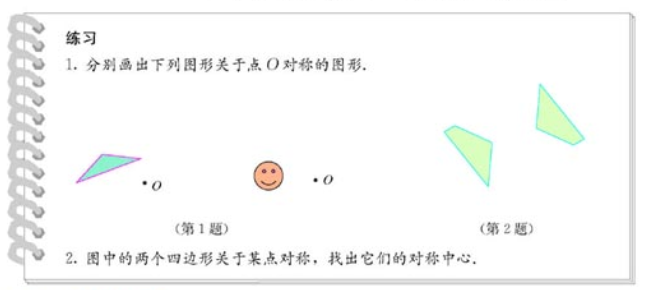 练习
1. 分别画出下列图形关于点 O 对称的图形.
O
O
(第 1 题)
(第 2 题)
2. 图中的两个四边形关于某点对称，找出它们的对称中心.